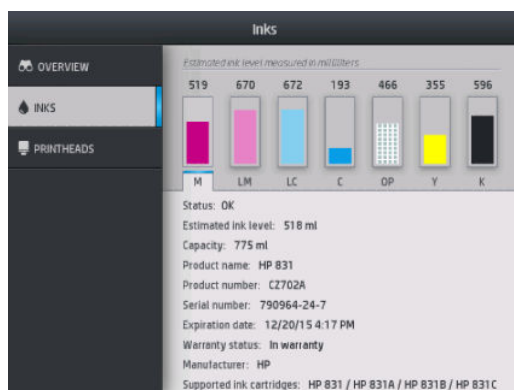 Inks
OVERVIEW
INKS
PRINTHEADS
Estimated ink level measured in milliliters
519 670 672 193 466 355 596
M LM LC C OP Y K
Status: OK
Estimated ink level: 518 ml
Capacity: 775 ml
Product name: HP 831
Product number: CZ702A
Serial number: 790964-24-7
Expiration date: 12/20/15 4:17 PM
Warranty status: In warranty
Manufacturer: HP
Supported ink cartridges: HP 831 / HP 831A / HP 831B / HP 831C